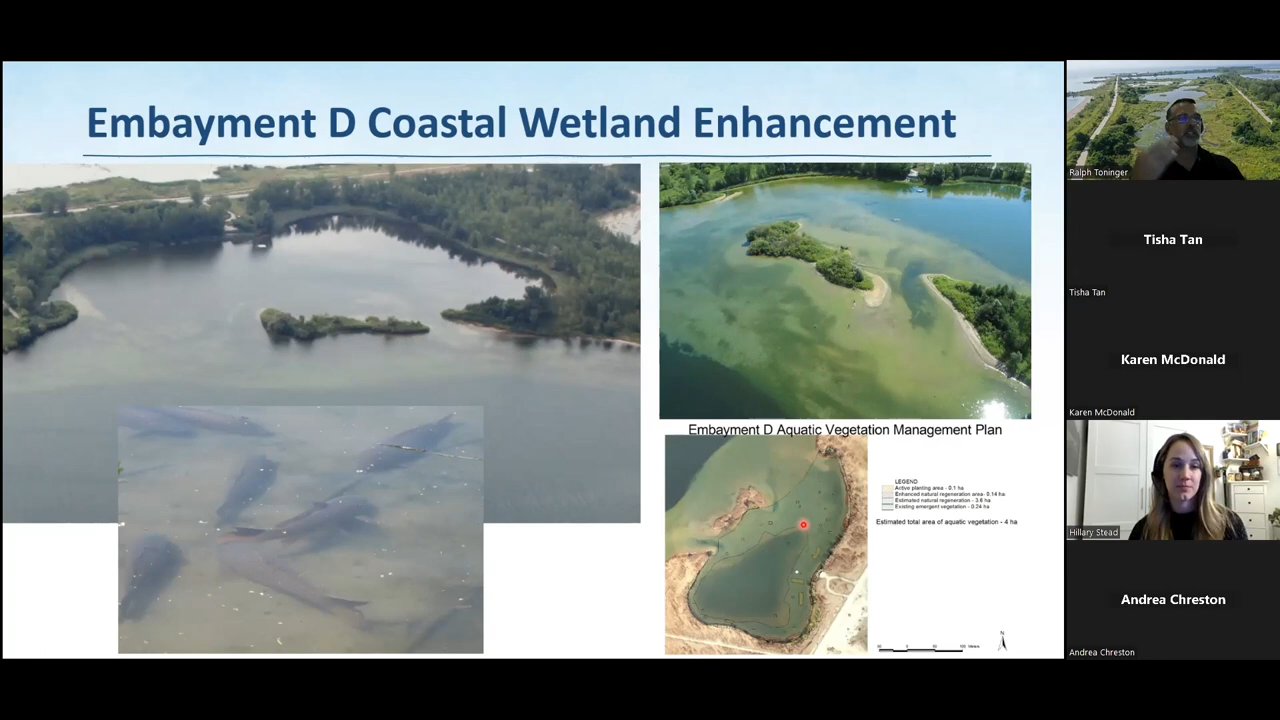 Embayment D Coastal Wetland Enhancement
Embayment D Aquatic Vegetation Management Plan
LEGEND
Active planting area - 0.1 ha
Enhanced natural regeneration area- 0.14 ha
Estimated natural regeneration - 3.6 ha
Existing emergent vegetation - 0.24 ha
Estimated total area of aquatic vegetation - 4 ha
N
Ralph Toninger
Tisha Tan
Tisha Tan
Karen McDonald
Karen McDonald
Hillary Stead
Andrea Chreston
Andrea Chreston